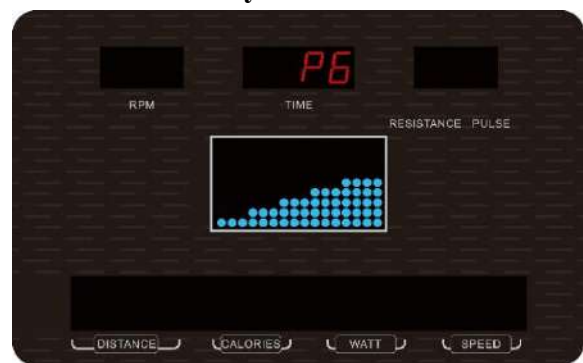 P6
RPM TIME
RESISTANCE PULSE
DISTANCE CALORIES WATT SPEED